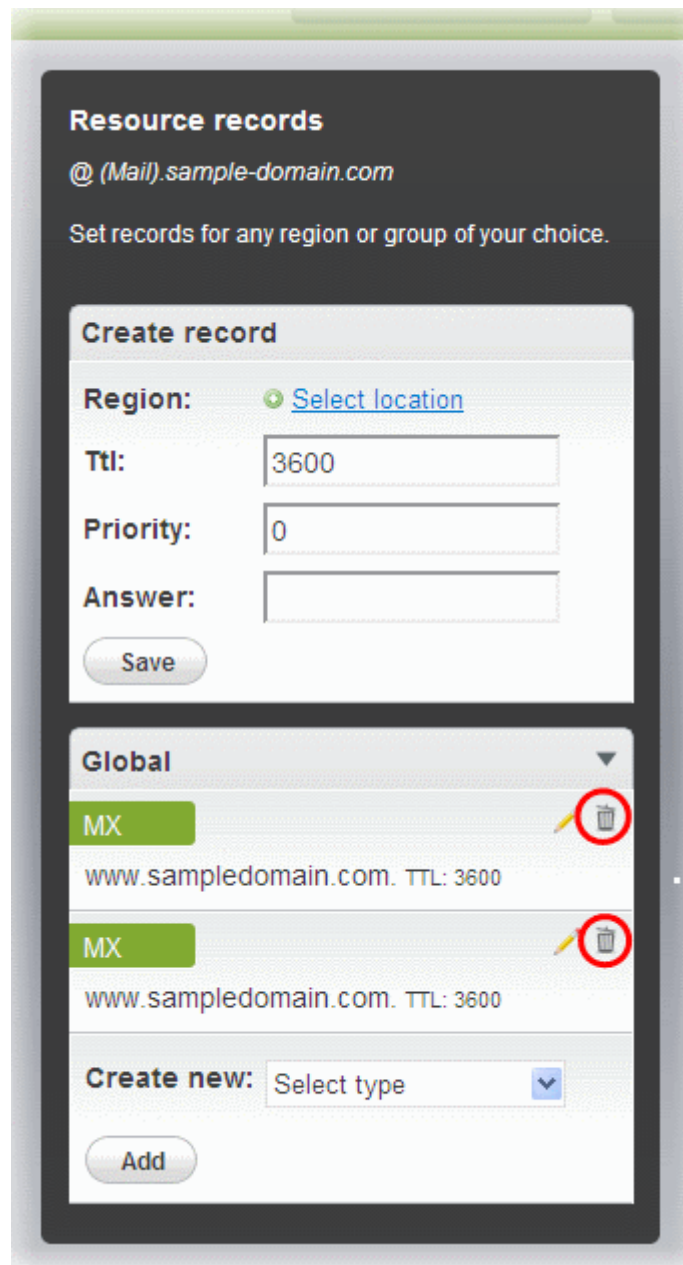 Resource records
@ (Mail).sample-domain.com
Set records for any region or group of your choice.
Create record
Region: Select location
Ttl: 3600
Priority: 0
Answer:
Save
Global
MX
www.sampledomain.com. TTL: 3600
MX
www.sampledomain.com. TTL: 3600
Create new: Select type
Add